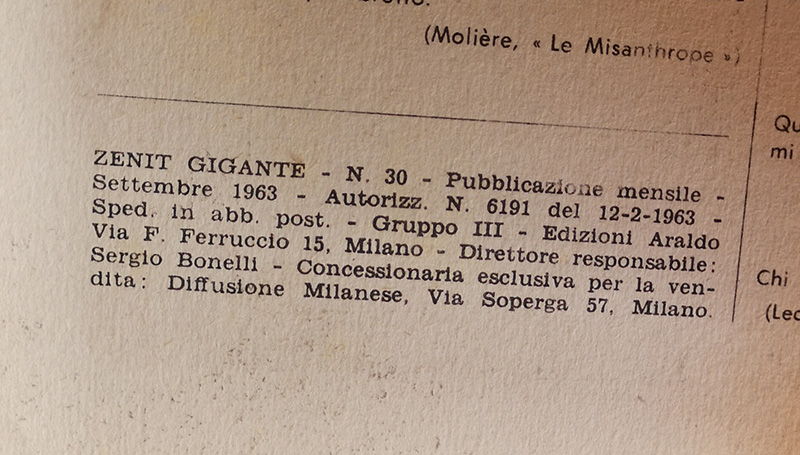 (Molière, « Le Misanthrope »)
ZENIT GIGANTE - N. 30 - Pubblicazione mensile -
Settembre 1963 - Autorizz. N. 6191 del 12-2-1963 -
Sped. in abb. post. - Gruppo III - Edizioni Araldo
Via F. Ferruccio 15, Milano - Direttore responsabile:
Sergio Bonelli - Concessionaria esclusiva per la ven-
dita: Diffusione Milanese, Via Soperga 57, Milano.
Qu
mi
Chi
(Lec